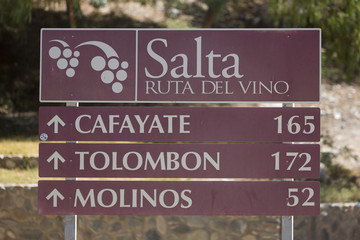 Salta
RUTA DEL VINO
↑ CAFAYATE 165
↑ TOLOMBON 172
↑ MOLINOS 52